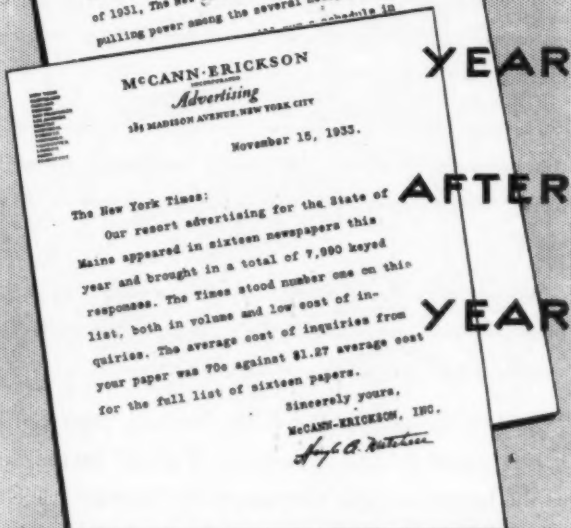 of 1931, The New
pulling power among the several
schedule in
YEAR
AFTER
YEAR
McCANN-ERICKSON
INCORPORATED
Advertising
285 MADISON AVENUE, NEW YORK CITY
November 15, 1933.
The New York Times:
Our resort advertising for the State of
Maine appeared in sixteen newspapers this
year and brought in a total of 7,990 keyed
responses. The Times stood number one on this
list, both in volume and low cost of in-
quiries. The average cost of inquiries from
your paper was 70c against $1.27 average cost
for the full list of sixteen papers.
Sincerely yours,
McCANN-ERICKSON, INC.